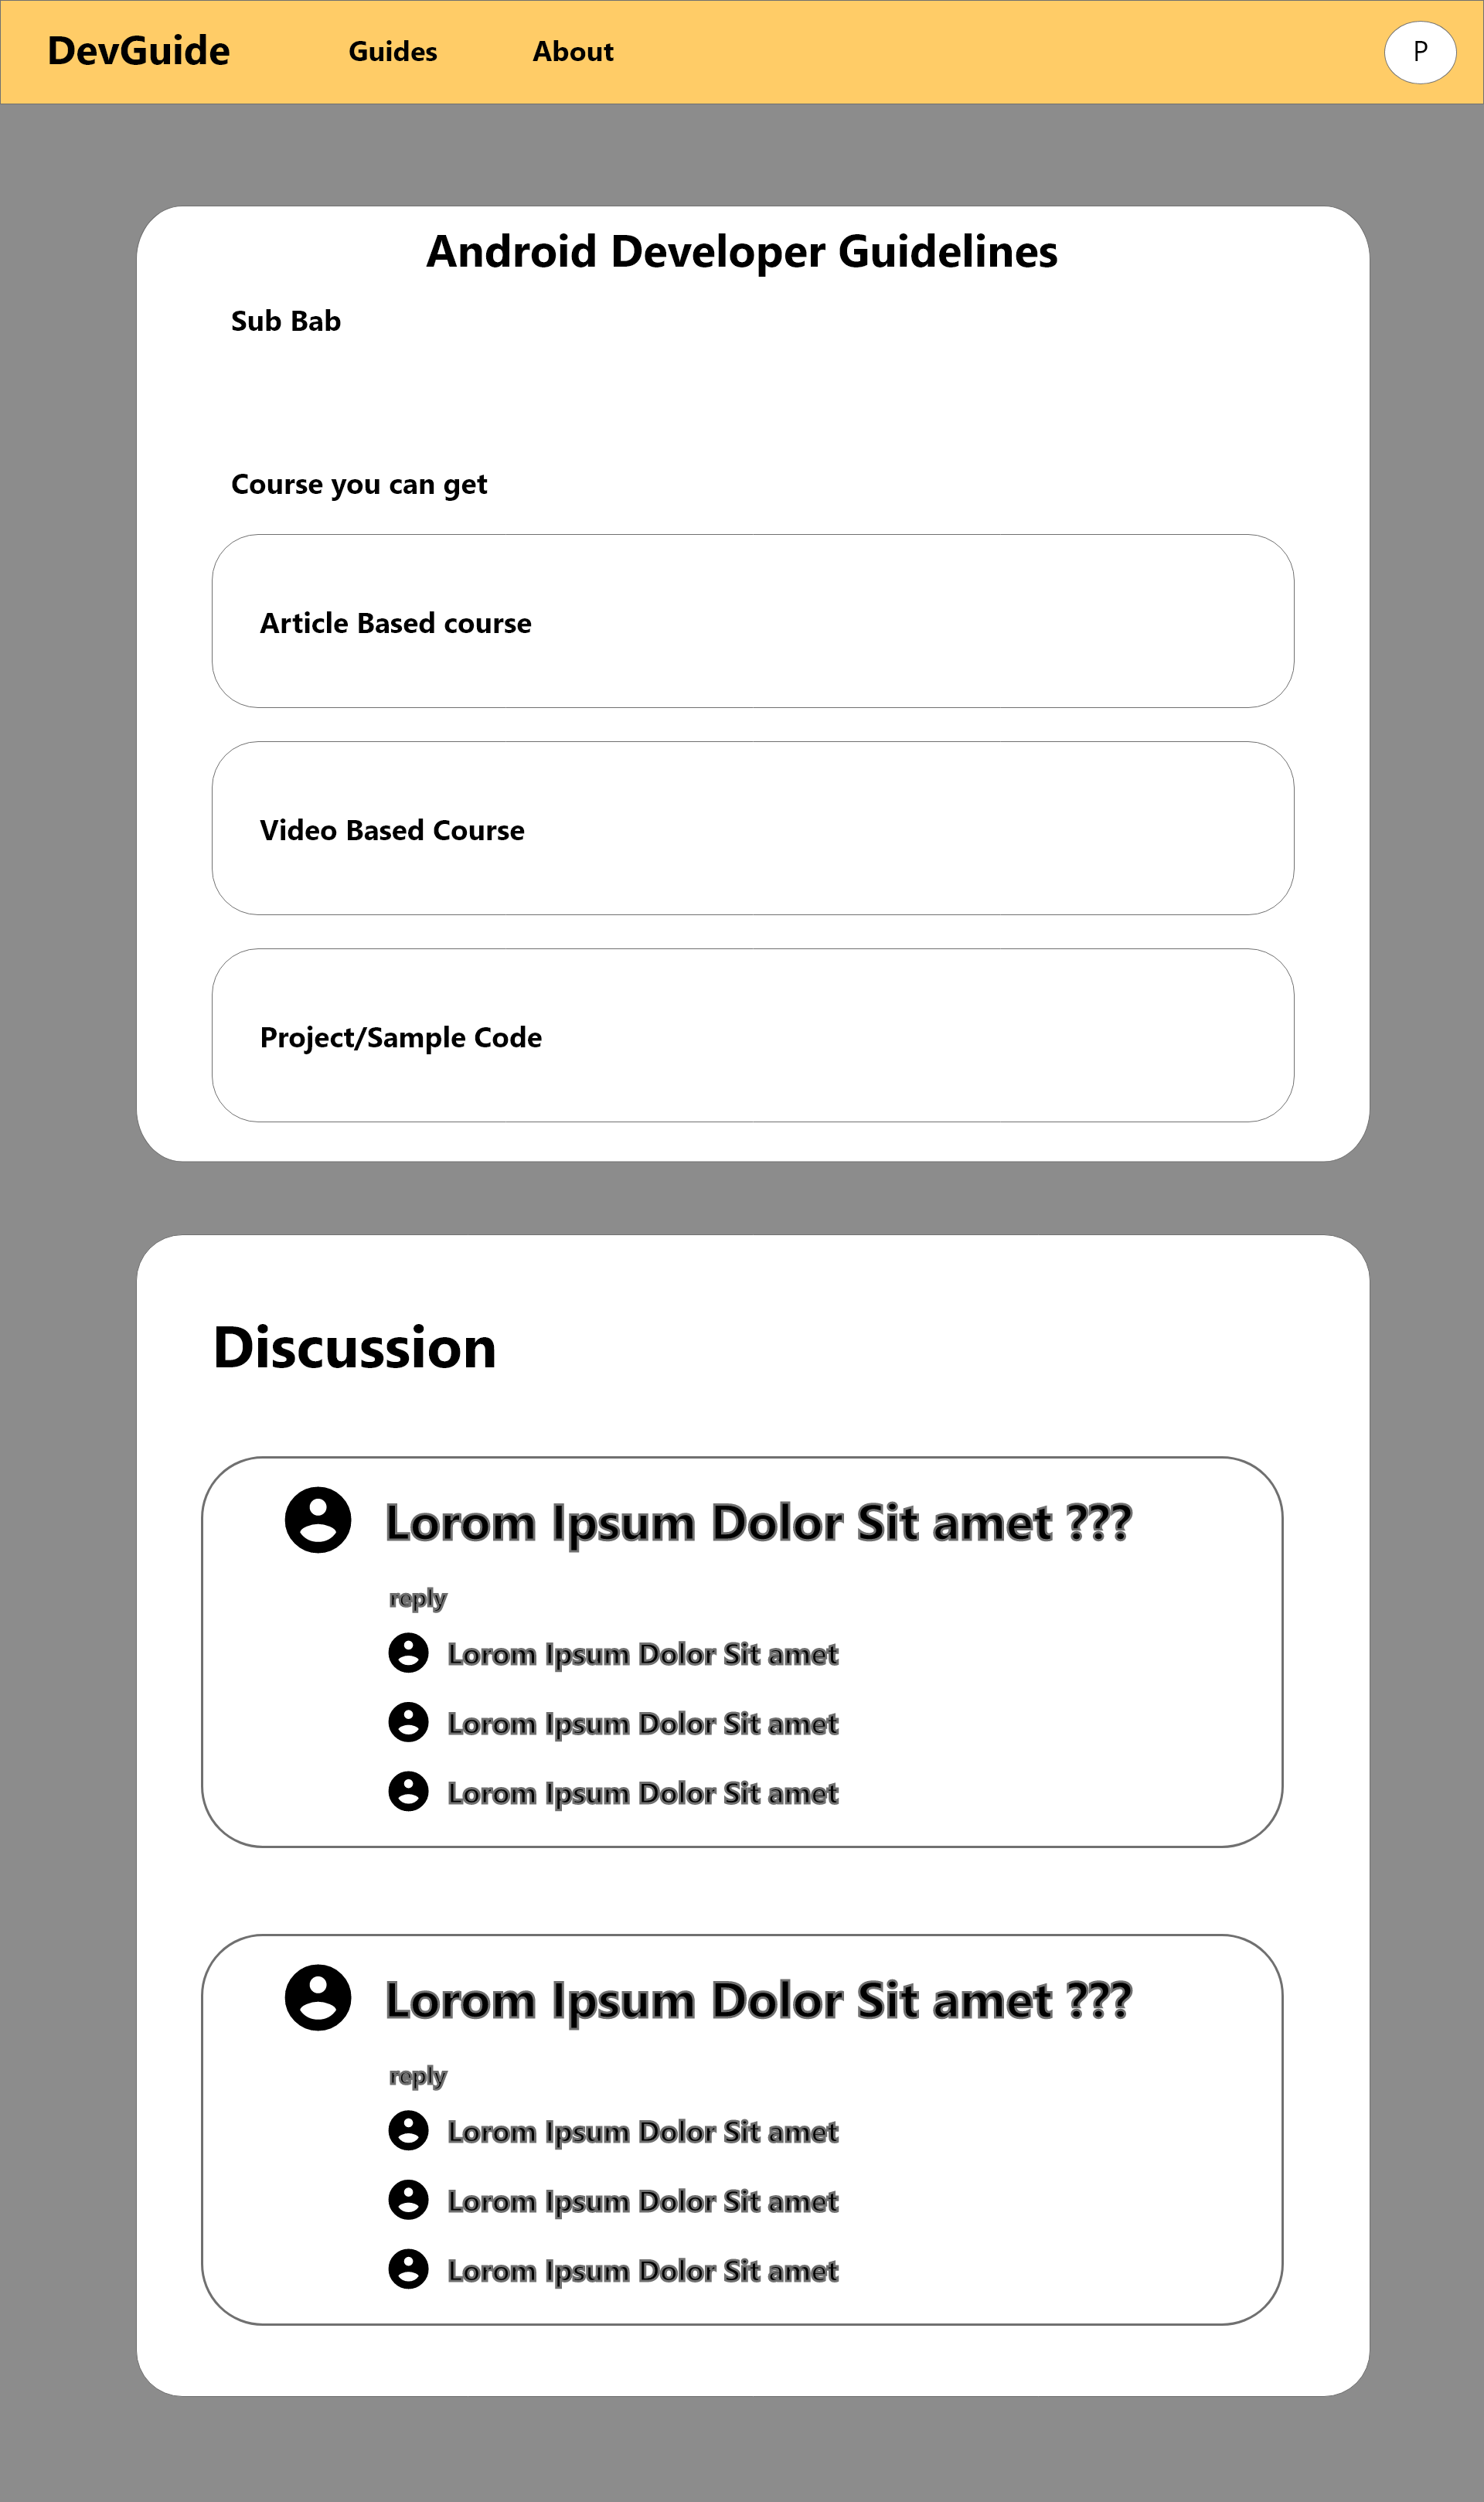 DevGuide Guides About P
Android Developer Guidelines
Sub Bab
Course you can get
Article Based course
Video Based Course
Project/Sample Code
Discussion
Lorom Ipsum Dolor Sit amet ???
reply
Lorom Ipsum Dolor Sit amet
Lorom Ipsum Dolor Sit amet
Lorom Ipsum Dolor Sit amet
Lorom Ipsum Dolor Sit amet ???
reply
Lorom Ipsum Dolor Sit amet
Lorom Ipsum Dolor Sit amet
Lorom Ipsum Dolor Sit amet